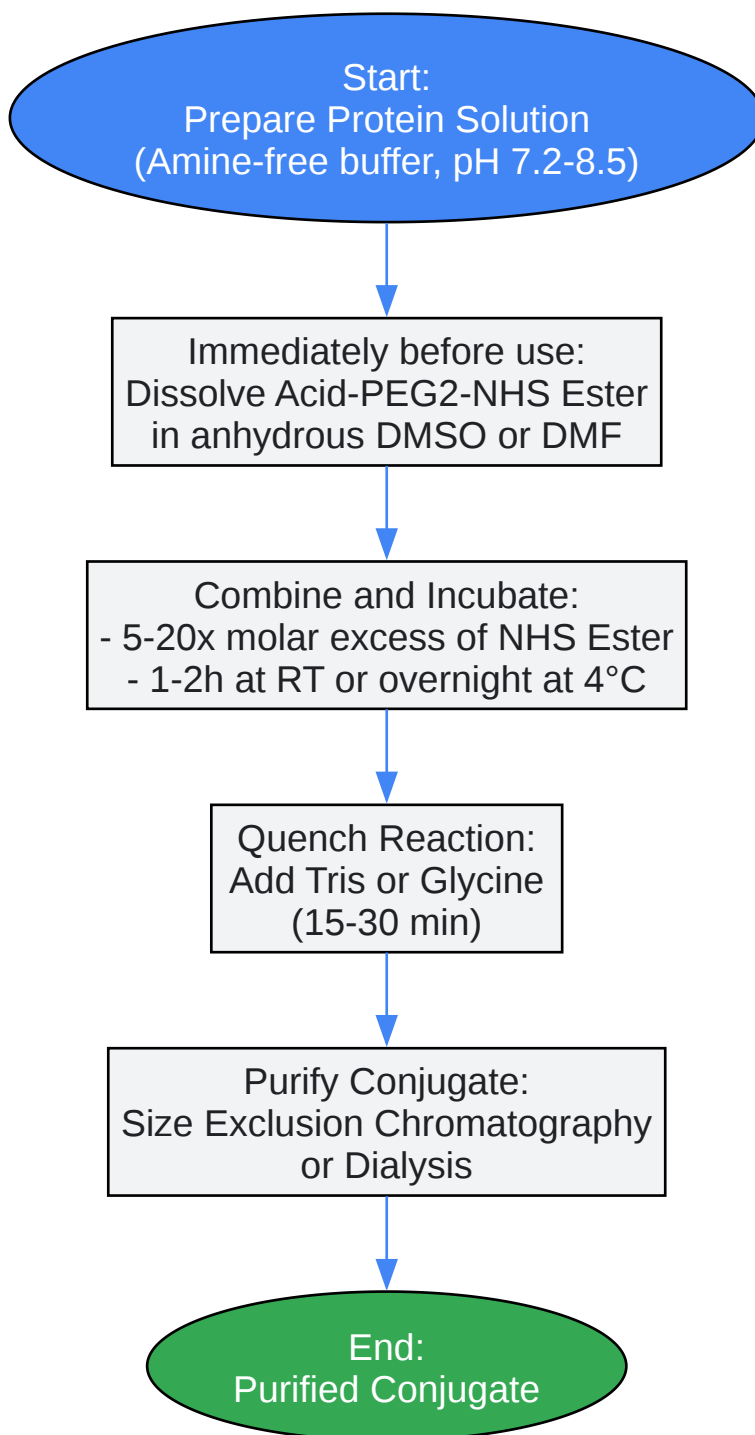 Start:
Prepare Protein Solution
(Amine-free buffer, pH 7.2-8.5)
Immediately before use:
Dissolve Acid-PEG2-NHS Ester
in anhydrous DMSO or DMF
Combine and Incubate:
- 5-20x molar excess of NHS Ester
- 1-2h at RT or overnight at 4°C
Quench Reaction:
Add Tris or Glycine
(15-30 min)
Purify Conjugate:
Size Exclusion Chromatography
or Dialysis
End:
Purified Conjugate